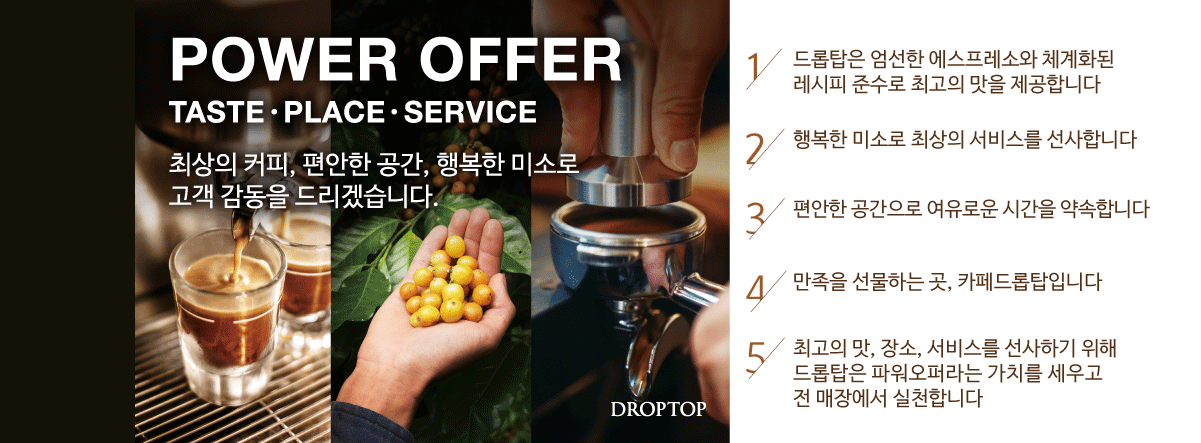 POWER OFFER
TASTE · PLACE · SERVICE
최상의 커피, 편안한 공간, 행복한 미소로
고객 감동을 드리겠습니다.
DROPTOP
1 드롭탑은 엄선한 에스프레소와 체계화된
레시피 준수로 최고의 맛을 제공합니다
2 행복한 미소로 최상의 서비스를 선사합니다
3 편안한 공간으로 여유로운 시간을 약속합니다
4 만족을 선물하는 곳, 카페드롭탑입니다
5 최고의 맛, 장소, 서비스를 선사하기 위해
드롭탑은 파워오퍼라는 가치를 세우고
전 매장에서 실천합니다